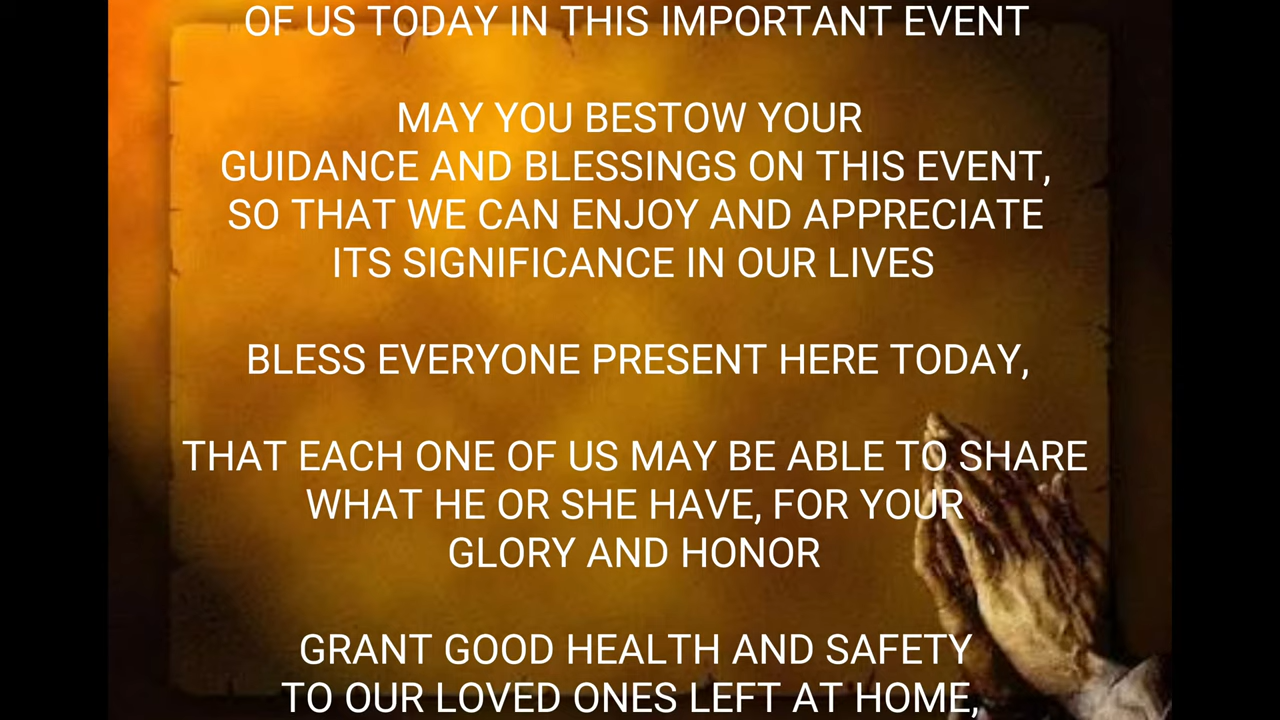 OF US TODAY IN THIS IMPORTANT EVENT
MAY YOU BESTOW YOUR
GUIDANCE AND BLESSINGS ON THIS EVENT,
SO THAT WE CAN ENJOY AND APPRECIATE
ITS SIGNIFICANCE IN OUR LIVES
BLESS EVERYONE PRESENT HERE TODAY,
THAT EACH ONE OF US MAY BE ABLE TO SHARE
WHAT HE OR SHE HAVE, FOR YOUR
GLORY AND HONOR
GRANT GOOD HEALTH AND SAFETY
TO OUR LOVED ONES LEFT AT HOME,